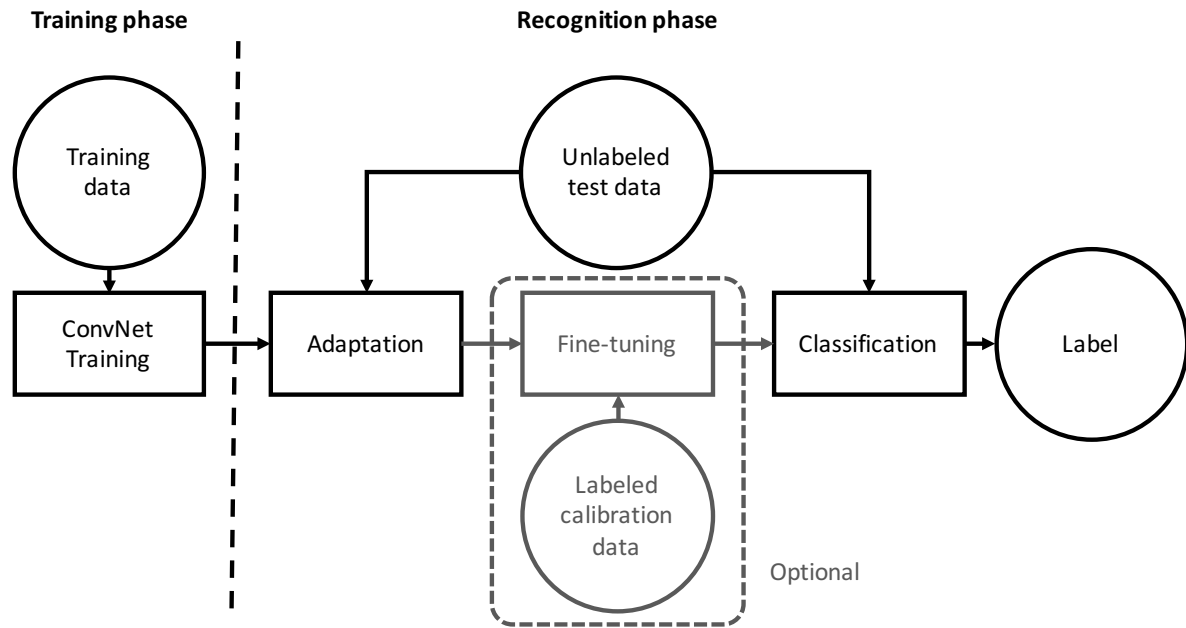 Training phase
Recognition phase
Training
data
Unlabeled
test data
ConvNet
Training
Adaptation
Fine-tuning
Classification
Label
Labeled
calibration
data
Optional